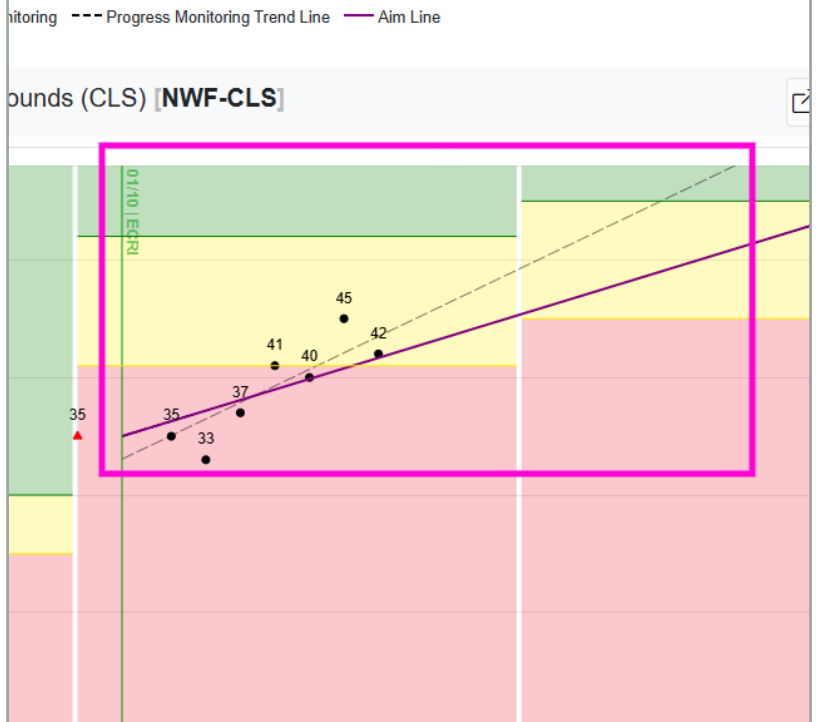 itoring --- Progress Monitoring Trend Line — Aim Line
ounds (CLS) [NWF-CLS]
01/10 | ECRI
45
42
41
40
37
35
35
33